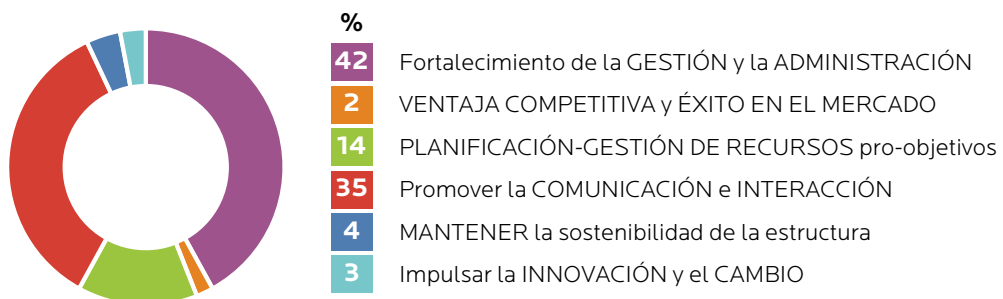 %
42 Fortalecimiento de la GESTIÓN y la ADMINISTRACIÓN
2 VENTAJA COMPETITIVA y ÉXITO EN EL MERCADO
14 PLANIFICACIÓN-GESTIÓN DE RECURSOS pro-objetivos
35 Promover la COMUNICACIÓN e INTERACCIÓN
4 MANTENER la sostenibilidad de la estructura
3 Impulsar la INNOVACIÓN y el CAMBIO